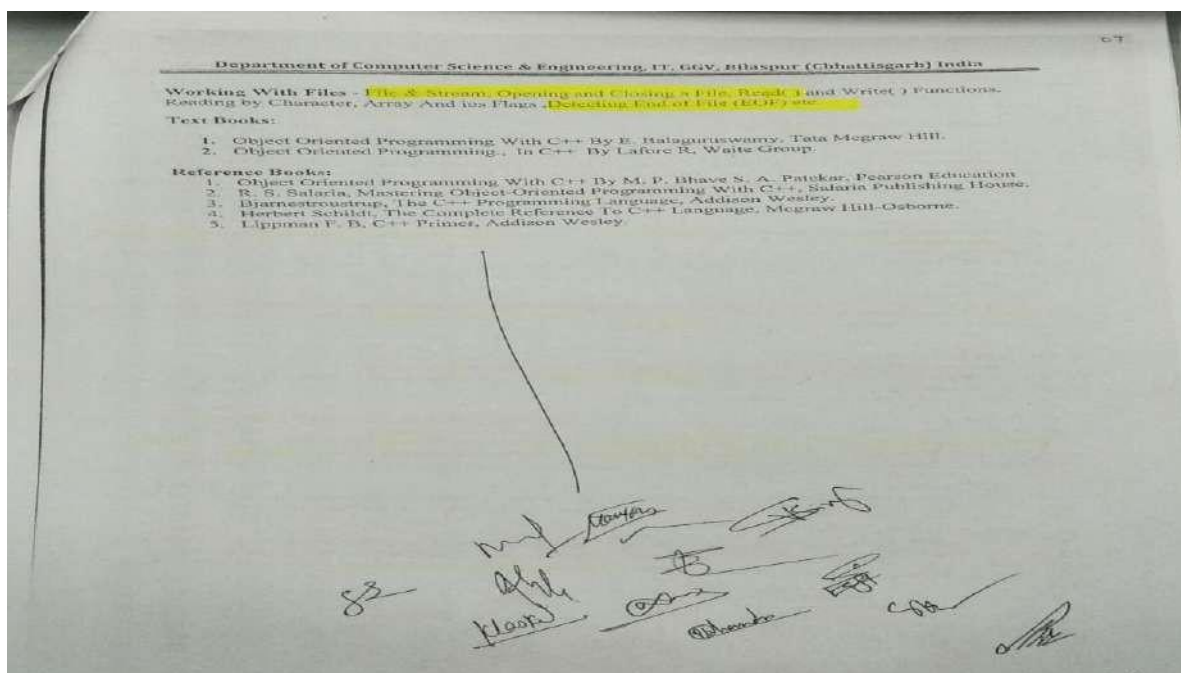 67
Department of Computer Science & Engineering, IT, GGV, Bilaspur (Chhattisgarh) India
Working With Files - File & Stream, Opening and Closing a File, Read( ) and Write( ) Functions,
Reading by Character, Array And ios Flags ,Detecting End of File (EOF) etc
Text Books:
1. Object Oriented Programming With C++ By E. Balaguruswamy, Tata Mcgraw Hill.
2. Object Oriented Programming., In C++ By Lafore R, Waite Group.
Reference Books:
1. Object Oriented Programming With C++ By M. P. Bhave S. A. Patekar, Pearson Education
2. R. S. Salaria, Mastering Object-Oriented Programming With C++, Salaria Publishing House.
3. Bjarnestroustrup, The C++ Programming Language, Addison Wesley.
4. Herbert Schildt, The Complete Reference To C++ Language, Mcgraw Hill-Osborne.
5. Lippman F. B, C++ Primer, Addison Wesley.